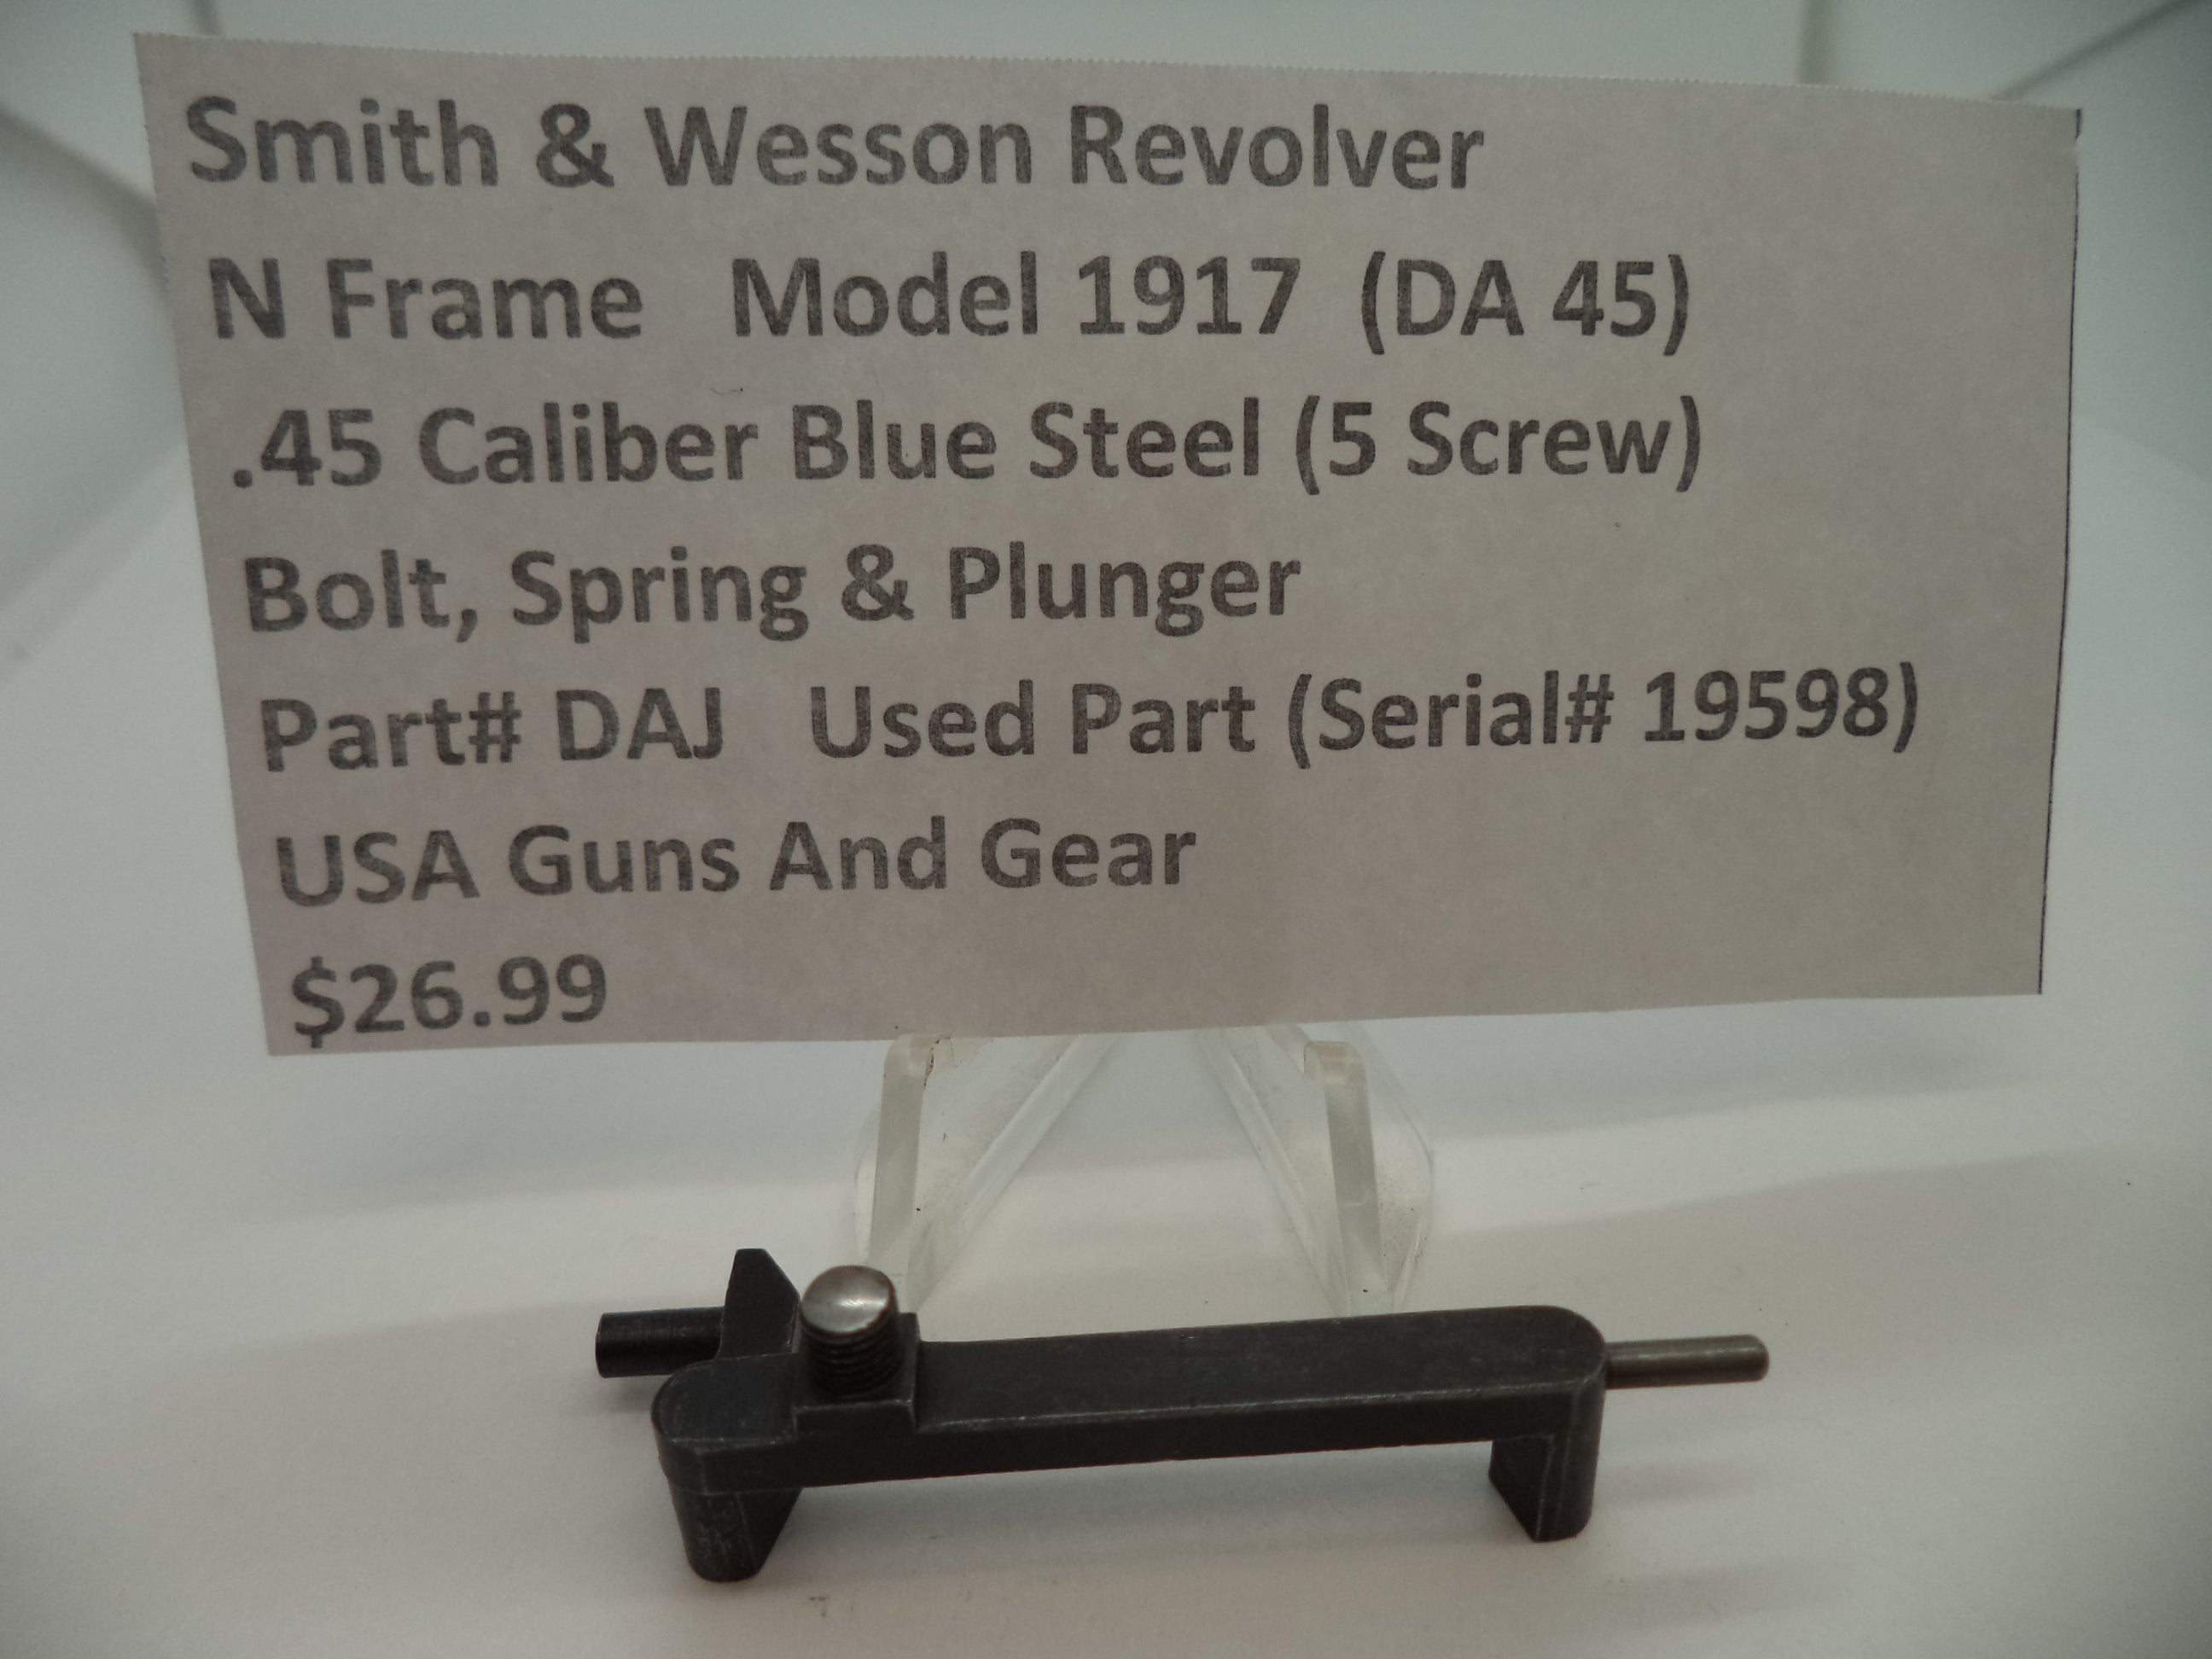 Smith & Wesson Revolver
N Frame Model 1917 (DA 45)
.45 Caliber Blue Steel (5 Screw)
Bolt, Spring & Plunger
Part# DAJ Used Part (Serial# 19598)
USA Guns And Gear
$26.99